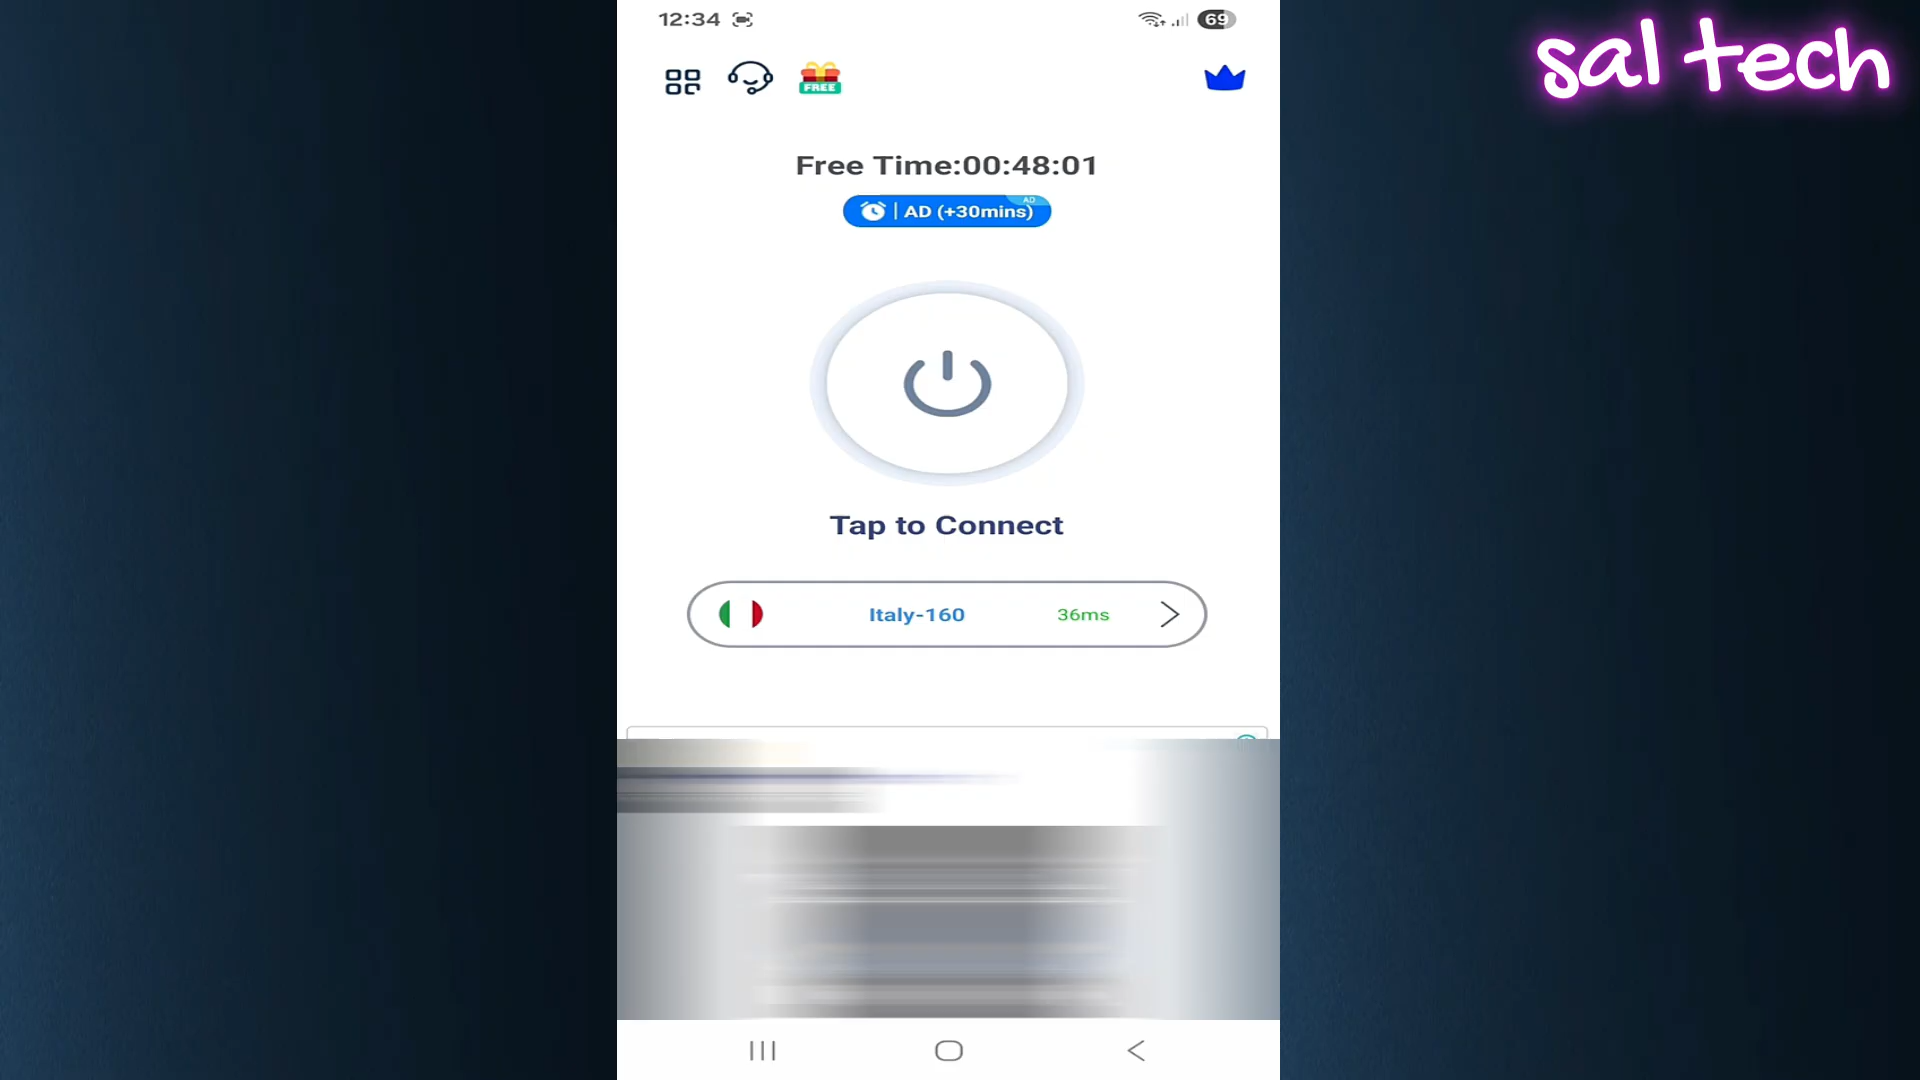 sal tech
12:34
69
FREE
Free Time:00:48:01
AD
AD (+30mins)
Tap to Connect
Italy-160
36ms